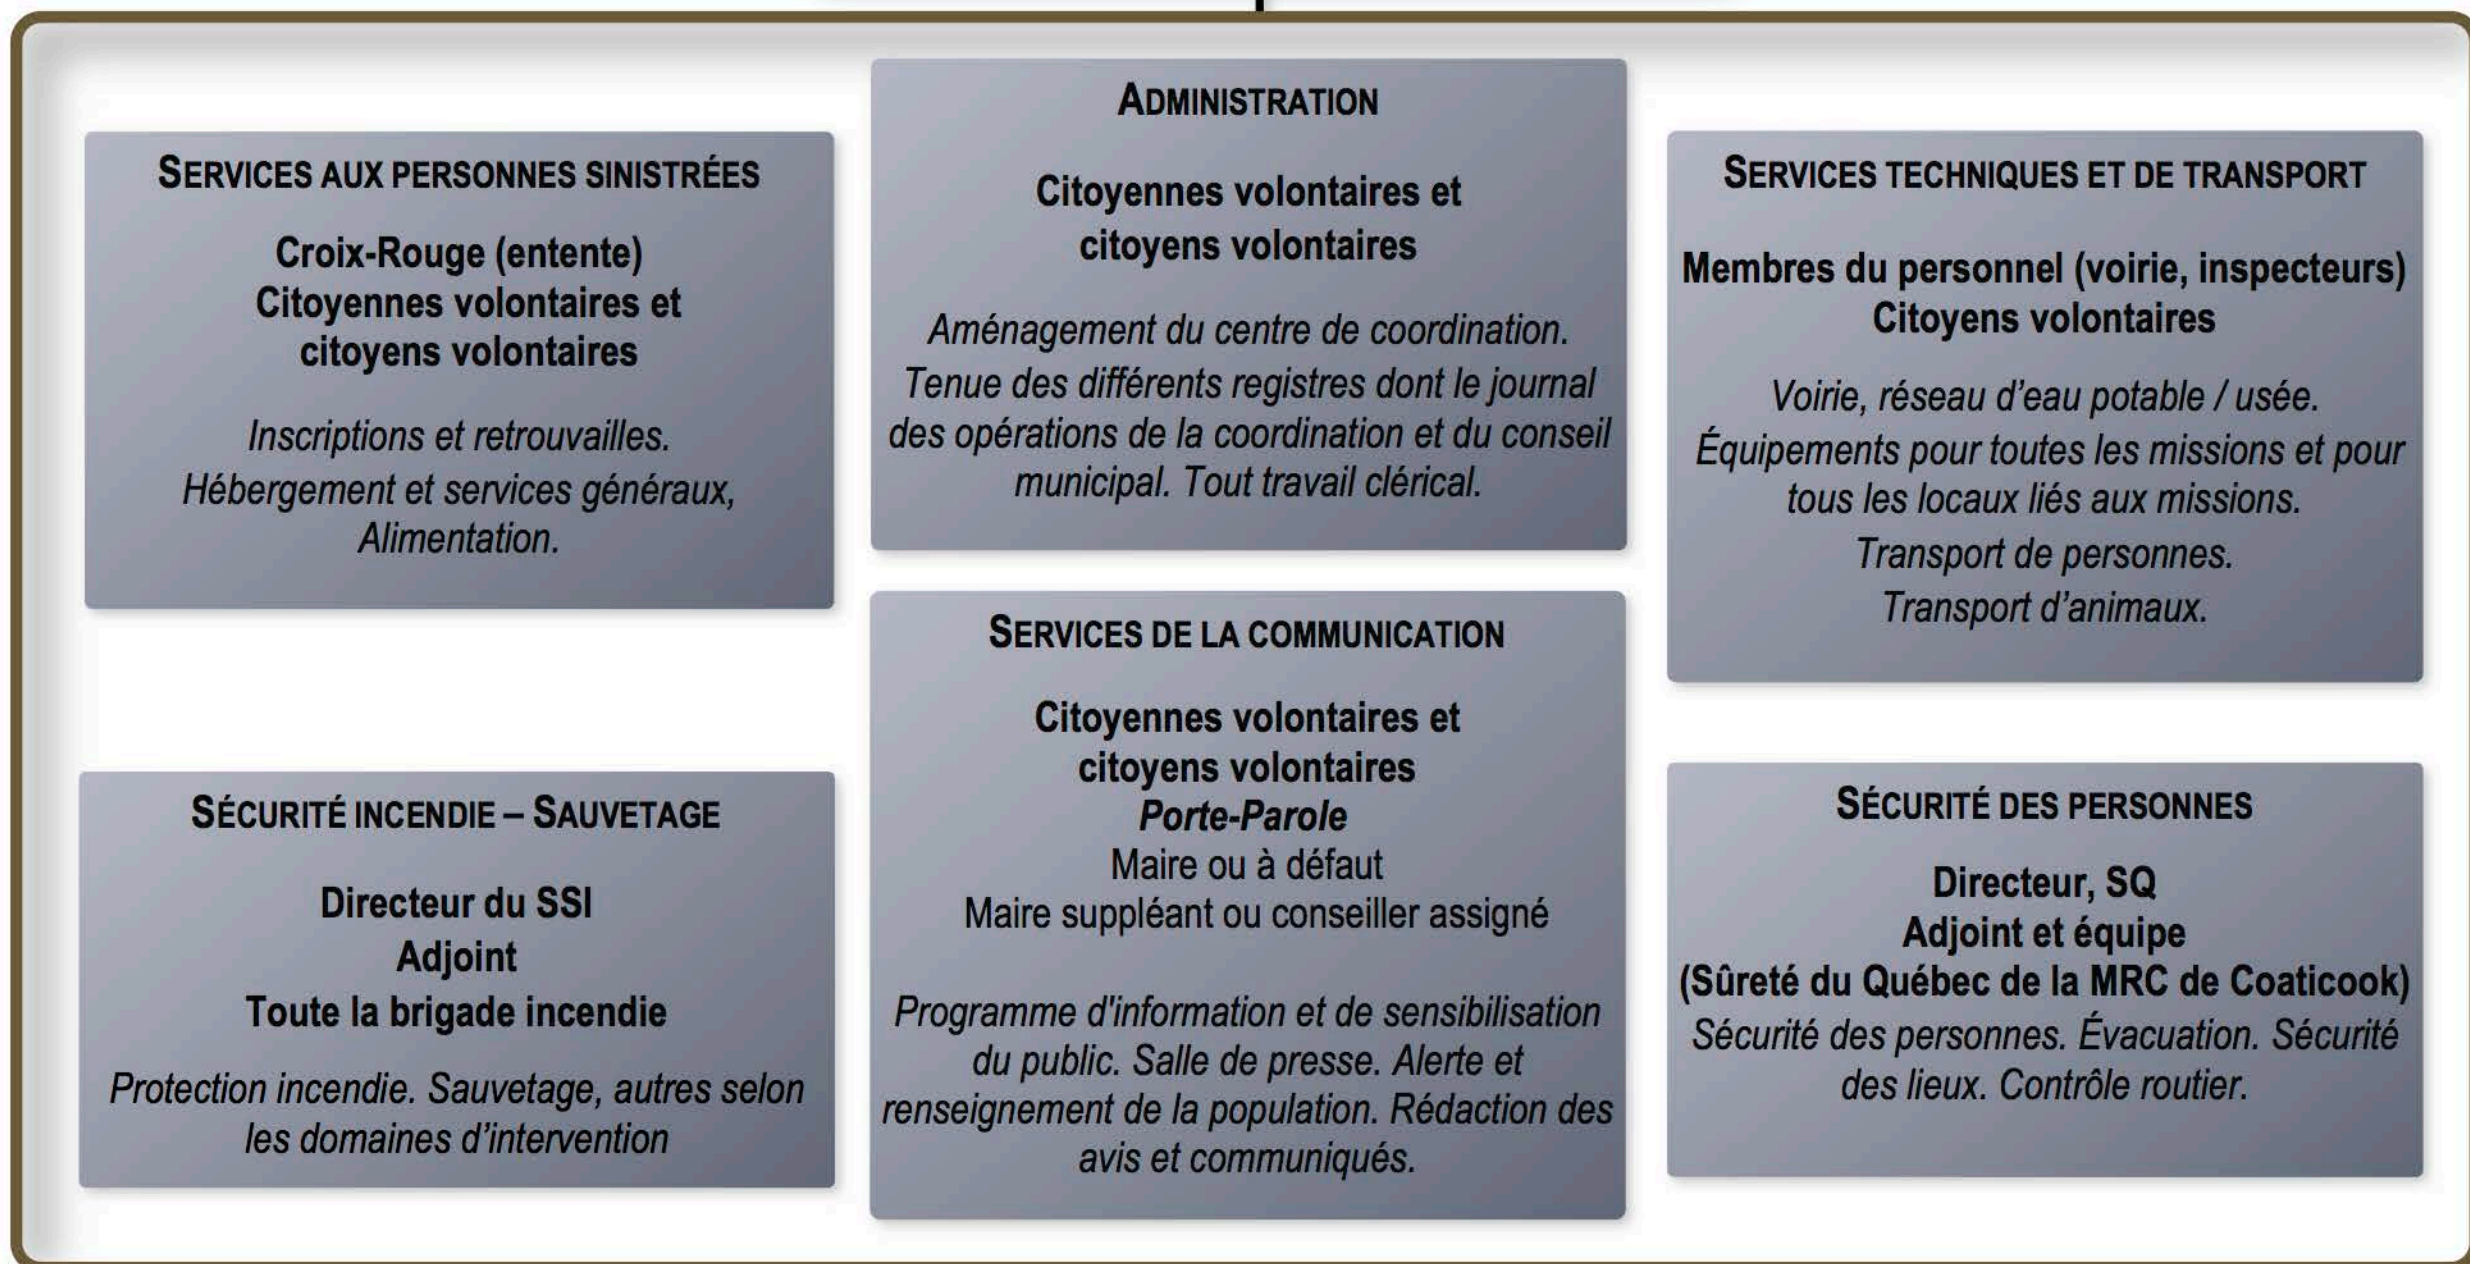 SERVICES AUX PERSONNES SINISTRÉES
Croix-Rouge (entente)
Citoyennes volontaires et
citoyens volontaires
Inscriptions et retrouvailles.
Hébergement et services généraux,
Alimentation.
ADMINISTRATION
Citoyennes volontaires et
citoyens volontaires
Aménagement du centre de coordination.
Tenue des différents registres dont le journal
des opérations de la coordination et du conseil
municipal. Tout travail clérical.
SERVICES TECHNIQUES ET DE TRANSPORT
Membres du personnel (voirie, inspecteurs)
Citoyens volontaires
Voirie, réseau d'eau potable / usée.
Équipements pour toutes les missions et pour
tous les locaux liés aux missions.
Transport de personnes.
Transport d'animaux.
SÉCURITÉ INCENDIE – SAUVETAGE
Directeur du SSI
Adjoint
Toute la brigade incendie
Protection incendie. Sauvetage, autres selon
les domaines d'intervention
SERVICES DE LA COMMUNICATION
Citoyennes volontaires et
citoyens volontaires
Porte-Parole
Maire ou à défaut
Maire suppléant ou conseiller assigné
Programme d'information et de sensibilisation
du public. Salle de presse. Alerte et
renseignement de la population. Rédaction des
avis et communiqués.
SÉCURITÉ DES PERSONNES
Directeur, SQ
Adjoint et équipe
(Sûreté du Québec de la MRC de Coaticook)
Sécurité des personnes. Évacuation. Sécurité
des lieux. Contrôle routier.